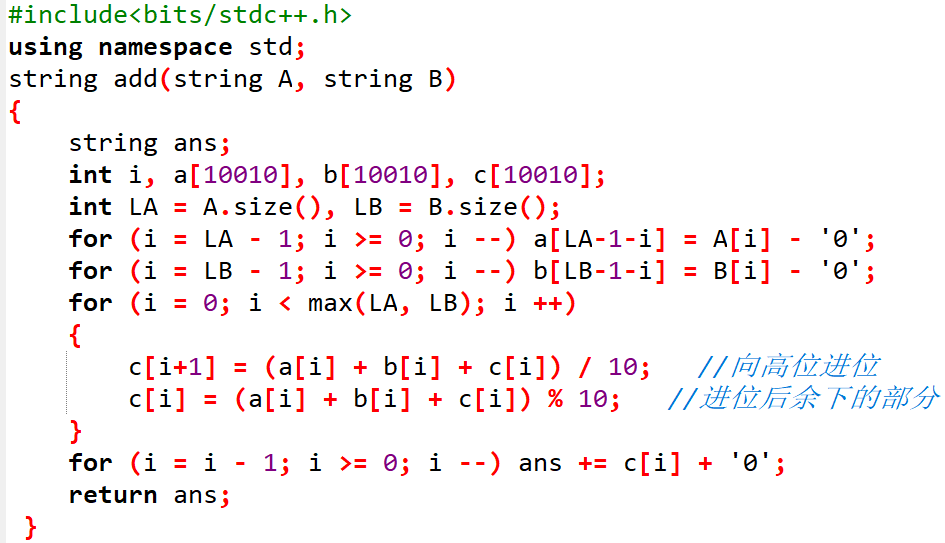 #include<bits/stdc++.h>
using namespace std;
string add(string A, string B)
{
    string ans;
    int i, a[10010], b[10010], c[10010];
    int LA = A.size(), LB = B.size();
    for (i = LA - 1; i >= 0; i --) a[LA-1-i] = A[i] - '0';
    for (i = LB - 1; i >= 0; i --) b[LB-1-i] = B[i] - '0';
    for (i = 0; i < max(LA, LB); i ++)
    {
        c[i+1] = (a[i] + b[i] + c[i]) / 10;   //向高位进位
        c[i] = (a[i] + b[i] + c[i]) % 10;   //进位后余下的部分
    }
    for (i = i - 1; i >= 0; i --) ans += c[i] + '0';
    return ans;
}